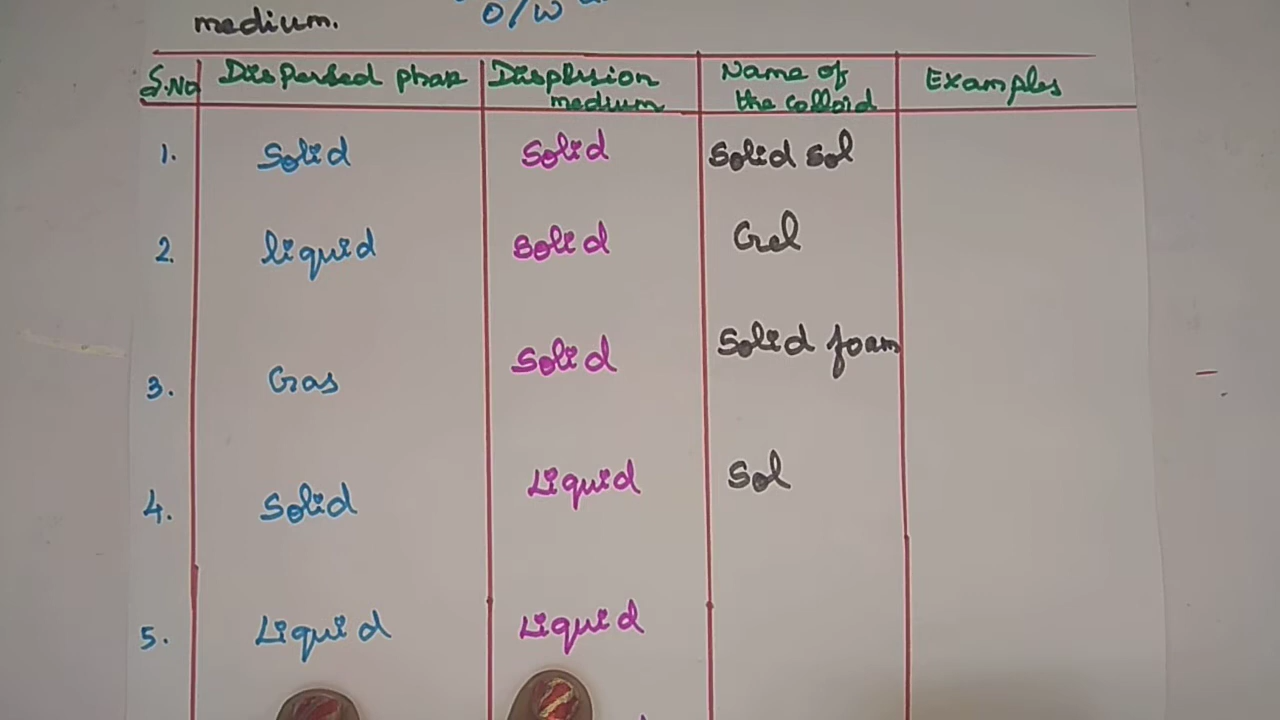 medium.
O/W
S.No Dispersed phase Dispersion medium Name of the colloid Examples
1. Solid Solid Solid sol
2. liquid Solid Gel
3. Gas Solid Solid foam
4. Solid Liquid Sol
5. Liquid Liquid